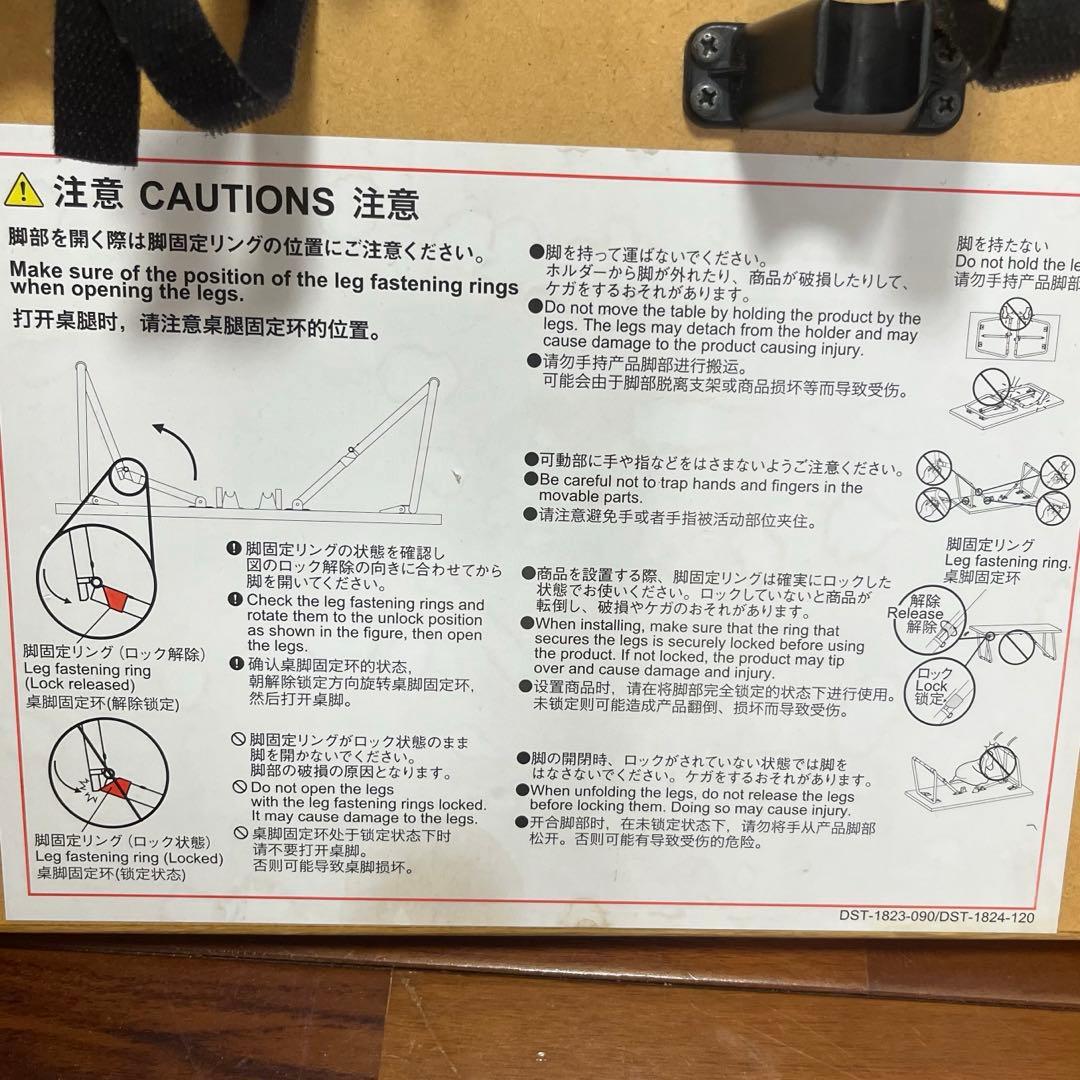 注意 CAUTIONS 注意
脚部を開く際は脚固定リングの位置にご注意ください。
Make sure of the position of the leg fastening rings
when opening the legs.
打开桌腿时，请注意桌腿固定环的位置。
脚固定リングの状態を確認し
図のロック解除の向きに合わせてから
脚を開いてください。
Check the leg fastening rings and
rotate them to the unlock position
as shown in the figure, then open
the legs.
确认桌脚固定环的状态，
朝解除锁定方向旋转桌脚固定环，
然后打开桌脚。
脚固定リング（ロック解除）
Leg fastening ring
(Lock released)
桌脚固定环(解除锁定)
脚固定リングがロック状態のまま
脚を開かないでください。
脚部の破損の原因となります。
Do not open the legs
with the leg fastening rings locked.
It may cause damage to the legs.
桌脚固定环处于锁定状态下时
请不要打开桌脚。
否则可能导致桌脚损坏。
脚固定リング（ロック状態）
Leg fastening ring (Locked)
桌脚固定环(锁定状态)
●脚を持って運ばないでください。
ホルダーから脚が外れたり、商品が破損したりして、
ケガをするおそれがあります。
●Do not move the table by holding the product by the
legs. The legs may detach from the holder and may
cause damage to the product causing injury.
●请勿手持产品脚部进行搬运。
可能会由于脚部脱离支架或商品损坏等而导致受伤。
脚を持たない
Do not hold the le
请勿手持产品脚部
●可動部に手や指などをはさまないようご注意ください。
●Be careful not to trap hands and fingers in the
movable parts.
●请注意避免手或者手指被活动部位夹住。
●商品を設置する際、脚固定リングは確実にロックした
状態でお使いください。ロックしていないと商品が
転倒し、破損やケガのおそれがあります。
●When installing, make sure that the ring that
secures the legs is securely locked before using
the product. If not locked, the product may tip
over and cause damage and injury.
●设置商品时，请在将脚部完全锁定的状态下进行使用。
未锁定则可能造成产品翻倒、损坏而导致受伤。
脚固定リング
Leg fastening ring.
桌脚固定环
解除
Release
解除
ロック
Lock
锁定
●脚の開閉時、ロックがされていない状態では脚を
はなさないでください。ケガをするおそれがあります。
●When unfolding the legs, do not release the legs
before locking them. Doing so may cause injury.
●开合脚部时，在未锁定状态下，请勿将手从产品脚部
松开。否则可能有导致受伤的危险。
DST-1823-090/DST-1824-120